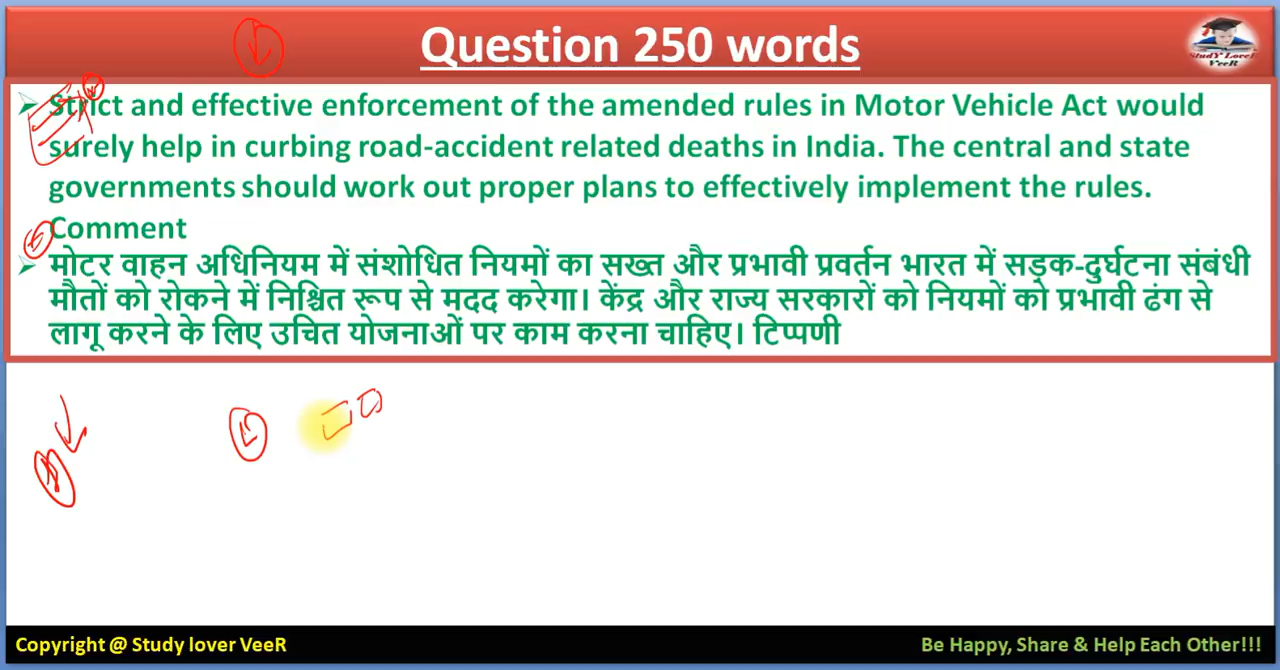 Question 250 words
StudY LoveR
VeeR
Strict and effective enforcement of the amended rules in Motor Vehicle Act would
surely help in curbing road-accident related deaths in India. The central and state
governments should work out proper plans to effectively implement the rules.
Comment
मोटर वाहन अधिनियम में संशोधित नियमों का सख्त और प्रभावी प्रवर्तन भारत में सड़क-दुर्घटना संबंधी
मौतों को रोकने में निश्चित रूप से मदद करेगा। केंद्र और राज्य सरकारों को नियमों को प्रभावी ढंग से
लागू करने के लिए उचित योजनाओं पर काम करना चाहिए। टिप्पणी
Copyright @ Study lover VeeR
Be Happy, Share & Help Each Other!!!